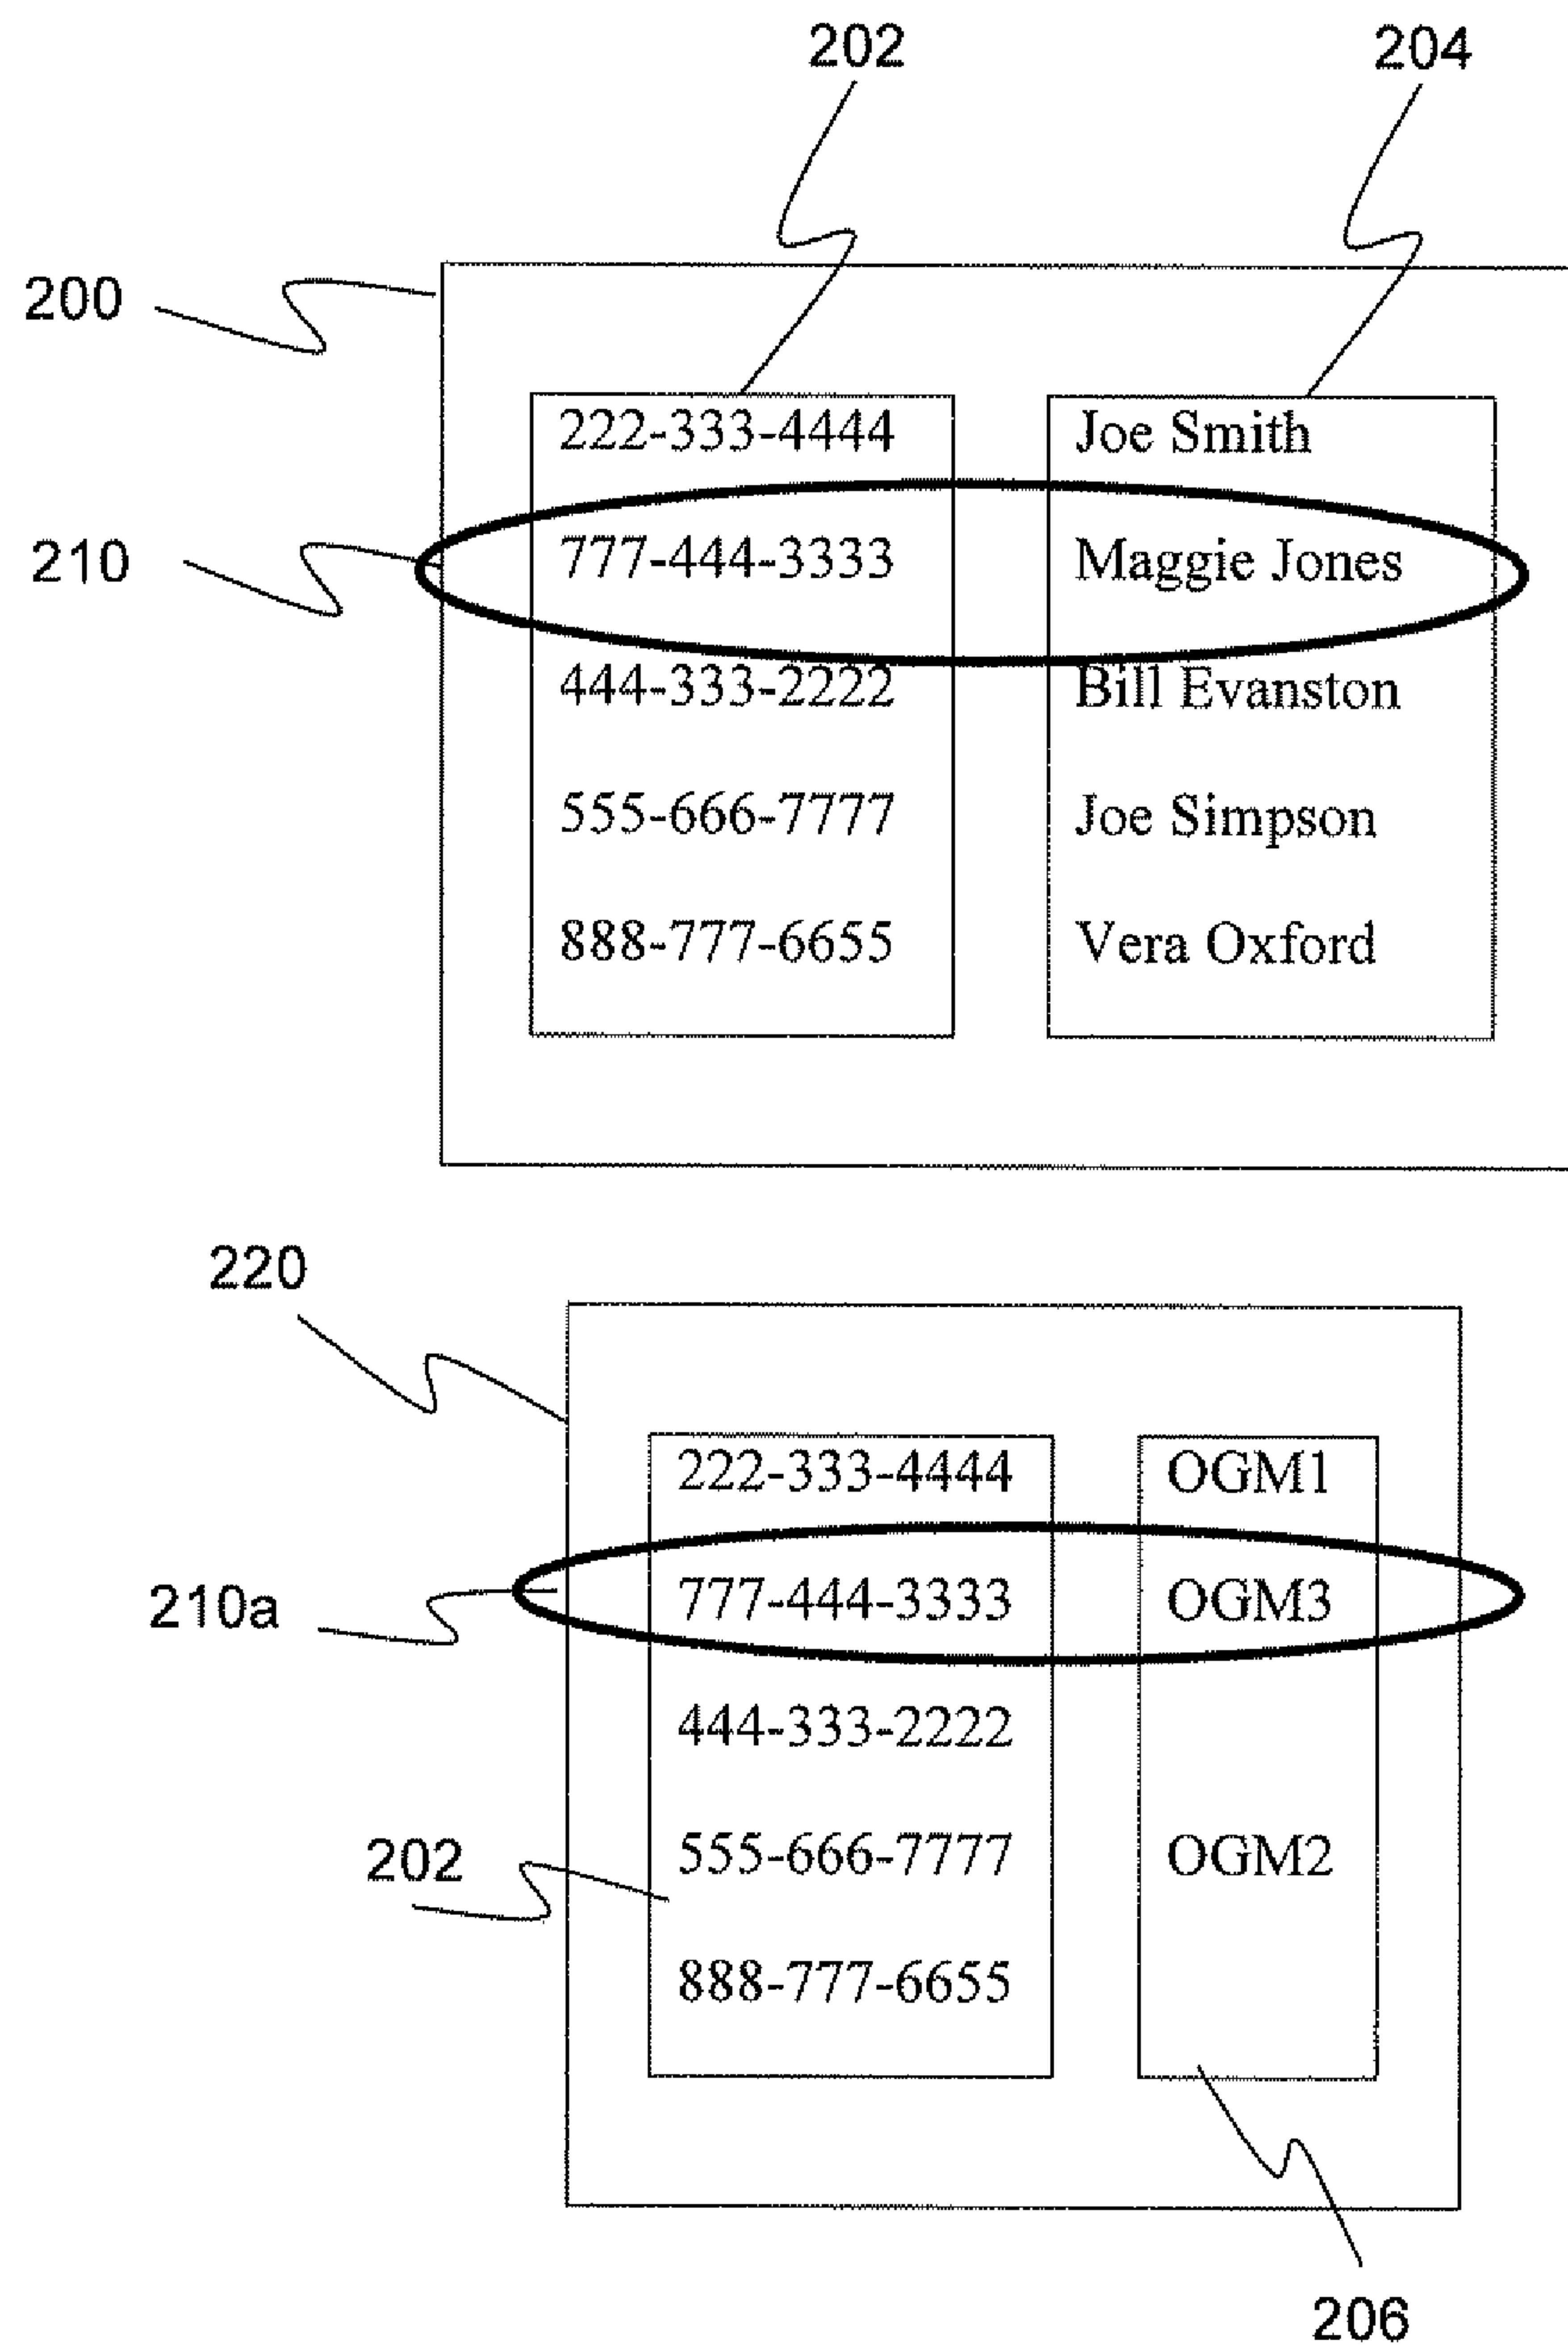 202 204
200
222-333-4444 Joe Smith
210 777-444-3333 Maggie Jones
444-333-2222 Bill Evanston
555-666-7777 Joe Simpson
888-777-6655 Vera Oxford
220
222-333-4444 OGM1
210a 777-444-3333 OGM3
444-333-2222
202 555-666-7777 OGM2
888-777-6655
206